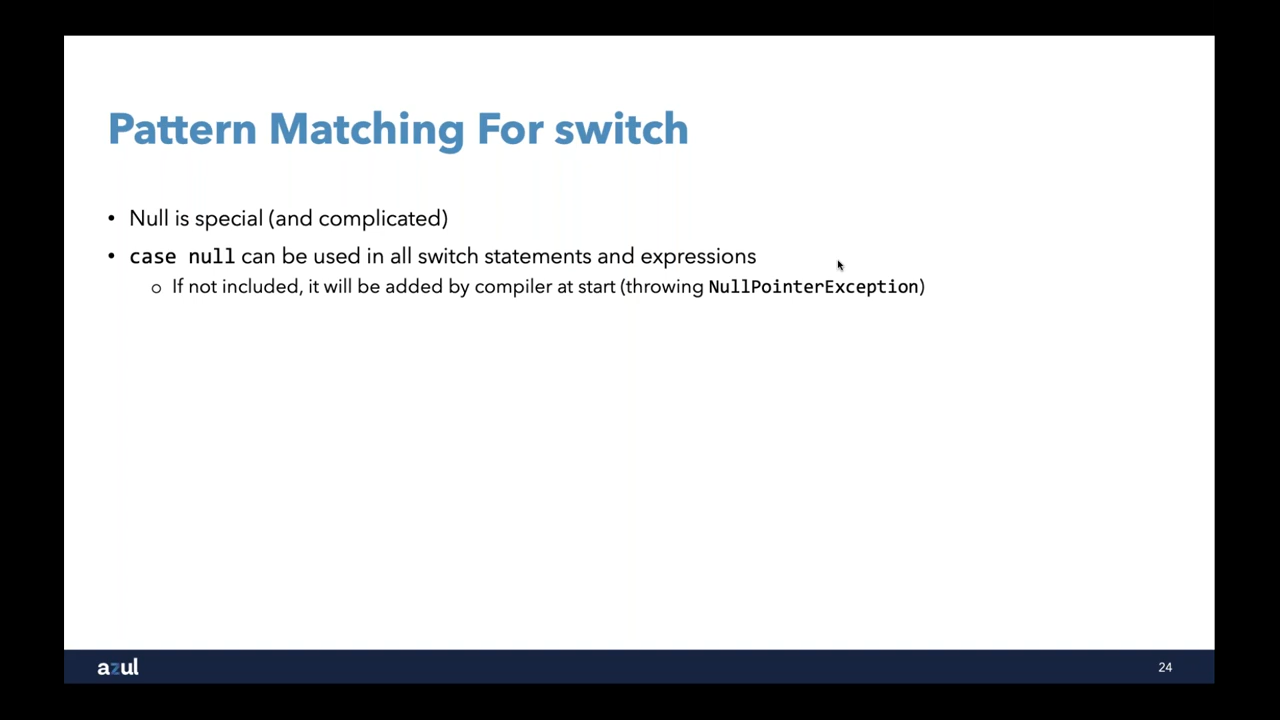 Pattern Matching For switch
• Null is special (and complicated)
• case null can be used in all switch statements and expressions
o If not included, it will be added by compiler at start (throwing NullPointerException)
azul
24